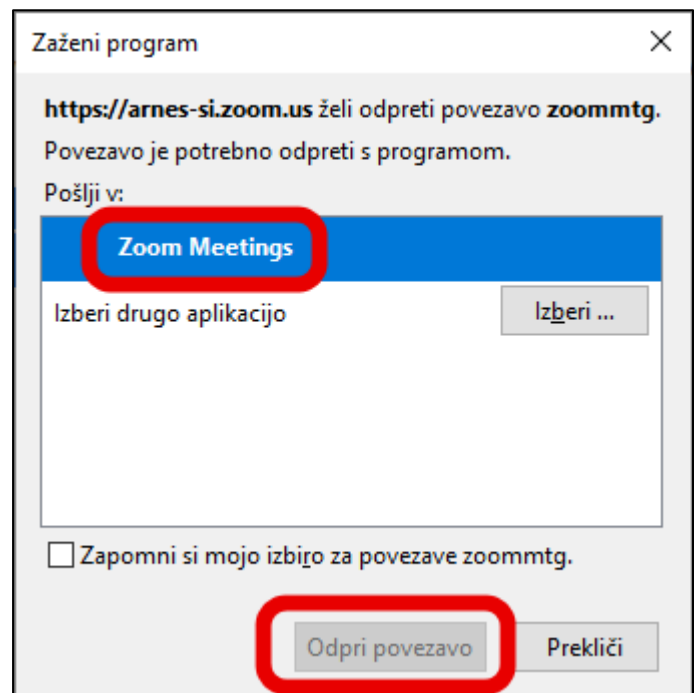 Zaženi program
https://arnes-si.zoom.us želi odpreti povezavo zoommtg.
Povezavo je potrebno odpreti s programom.
Pošlji v:
Zoom Meetings
Izberi drugo aplikacijo
Izberi ...
Zapomni si mojo izbiro za povezave zoommtg.
Odpri povezavo
Prekliči